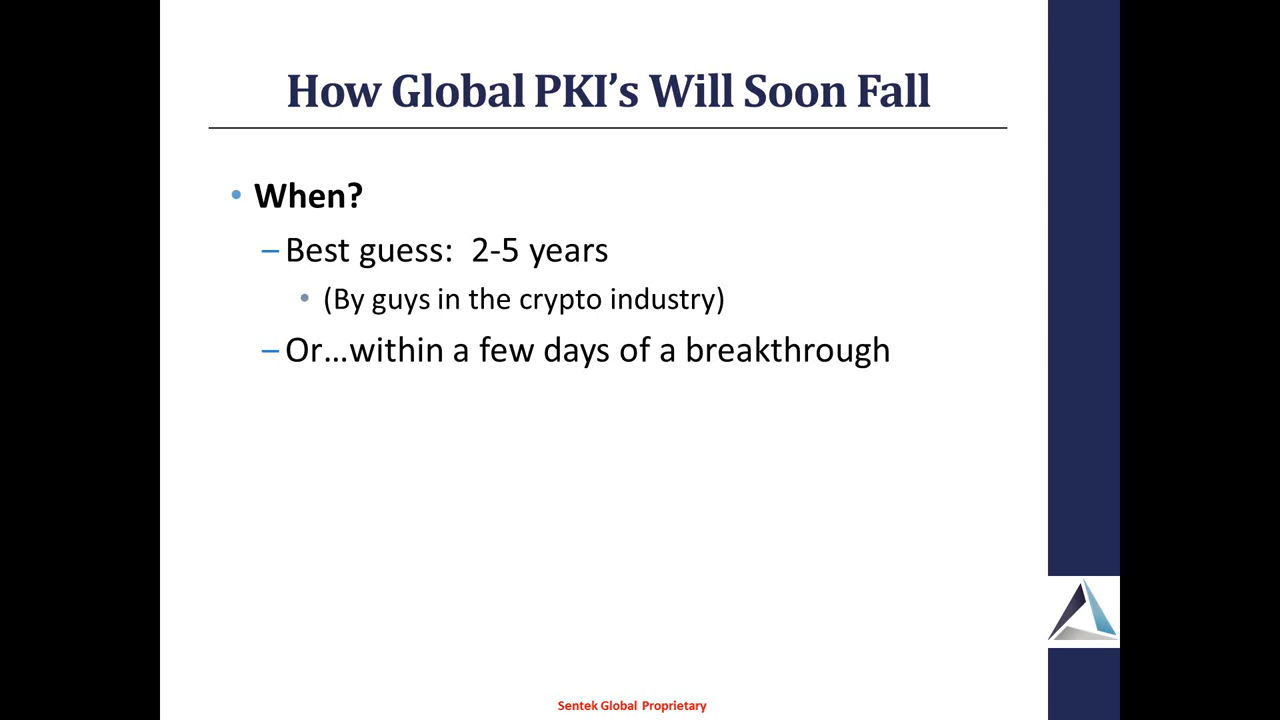 How Global PKI’s Will Soon Fall
• When?
– Best guess:  2-5 years
• (By guys in the crypto industry)
– Or…within a few days of a breakthrough
Sentek Global Proprietary